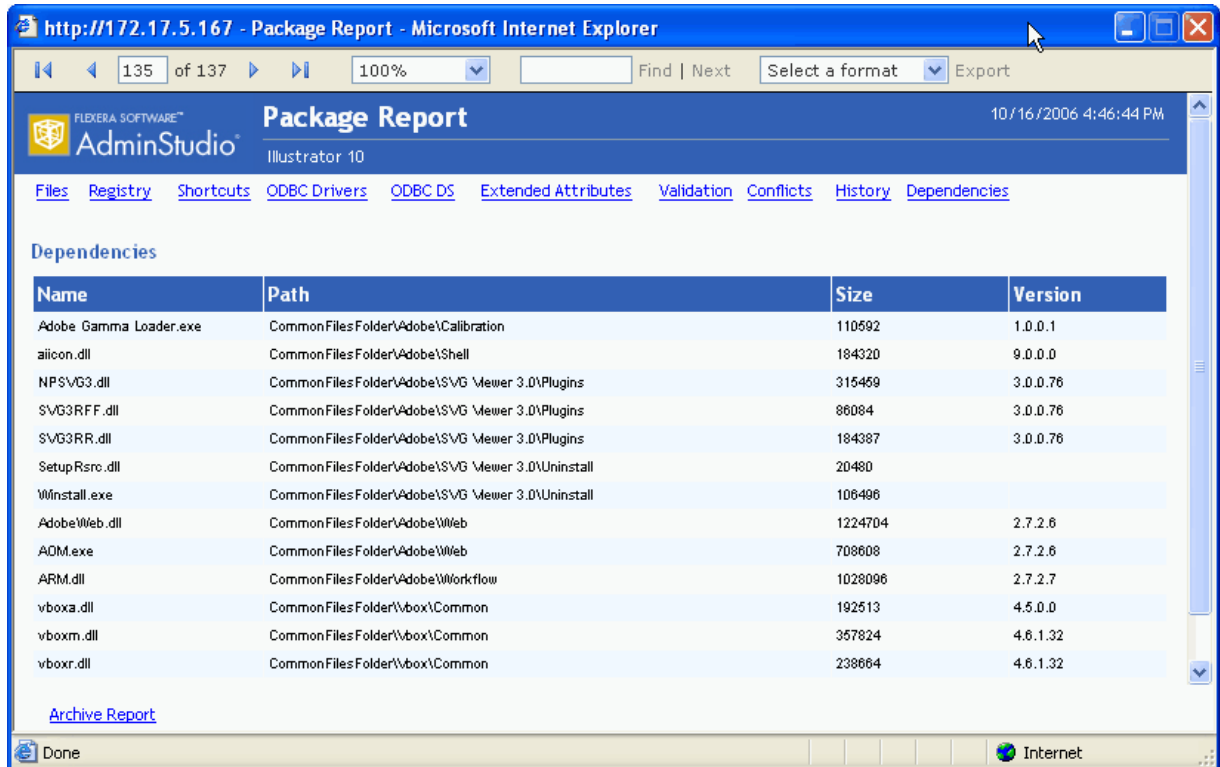 http://172.17.5.167 - Package Report - Microsoft Internet Explorer
135 of 137 100% Find | Next Select a format Export
FLEXERA SOFTWARE™
AdminStudio®
Package Report
10/16/2006 4:46:44 PM
Illustrator 10
Files Registry Shortcuts ODBC Drivers ODBC DS Extended Attributes Validation Conflicts History Dependencies
Dependencies
Name Path Size Version
Adobe Gamma Loader.exe CommonFilesFolder\Adobe\Calibration 110592 1.0.0.1
aiicon.dll CommonFilesFolder\Adobe\Shell 184320 9.0.0.0
NPSVG3.dll CommonFilesFolder\Adobe\SVG Viewer 3.0\Plugins 315459 3.0.0.76
SVG3RFF.dll CommonFilesFolder\Adobe\SVG Viewer 3.0\Plugins 86084 3.0.0.76
SVG3RR.dll CommonFilesFolder\Adobe\SVG Viewer 3.0\Plugins 184387 3.0.0.76
SetupRsrc.dll CommonFilesFolder\Adobe\SVG Viewer 3.0\Uninstall 20480
Winstall.exe CommonFilesFolder\Adobe\SVG Viewer 3.0\Uninstall 106496
AdobeWeb.dll CommonFilesFolder\Adobe\Web 1224704 2.7.2.6
AOM.exe CommonFilesFolder\Adobe\Web 708608 2.7.2.6
ARM.dll CommonFilesFolder\Adobe\Workflow 1028096 2.7.2.7
vboxa.dll CommonFilesFolder\Vbox\Common 192513 4.5.0.0
vboxm.dll CommonFilesFolder\Vbox\Common 357824 4.6.1.32
vboxr.dll CommonFilesFolder\Vbox\Common 238664 4.6.1.32
Archive Report
Done Internet